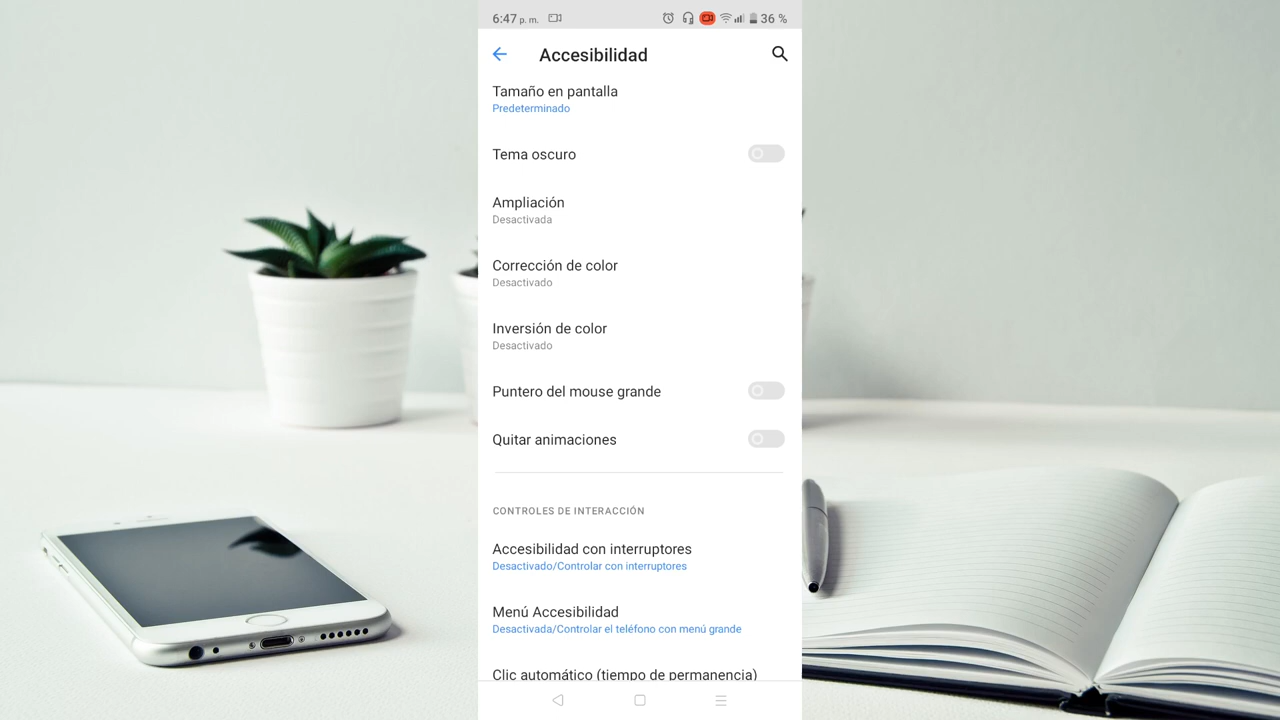 6:47 p. m.
36 %
Accesibilidad
Tamaño en pantalla
Predeterminado
Tema oscuro
Ampliación
Desactivada
Corrección de color
Desactivado
Inversión de color
Desactivado
Puntero del mouse grande
Quitar animaciones
CONTROLES DE INTERACCIÓN
Accesibilidad con interruptores
Desactivado/Controlar con interruptores
Menú Accesibilidad
Desactivada/Controlar el teléfono con menú grande
Clic automático (tiempo de permanencia)